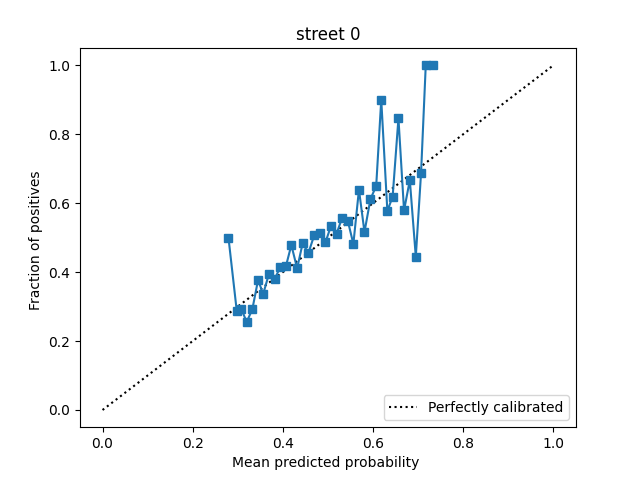 street 0
1.0
0.8
0.6
0.4
0.2
0.0
Fraction of positives
0.0 0.2 0.4 0.6 0.8 1.0
Mean predicted probability
Perfectly calibrated